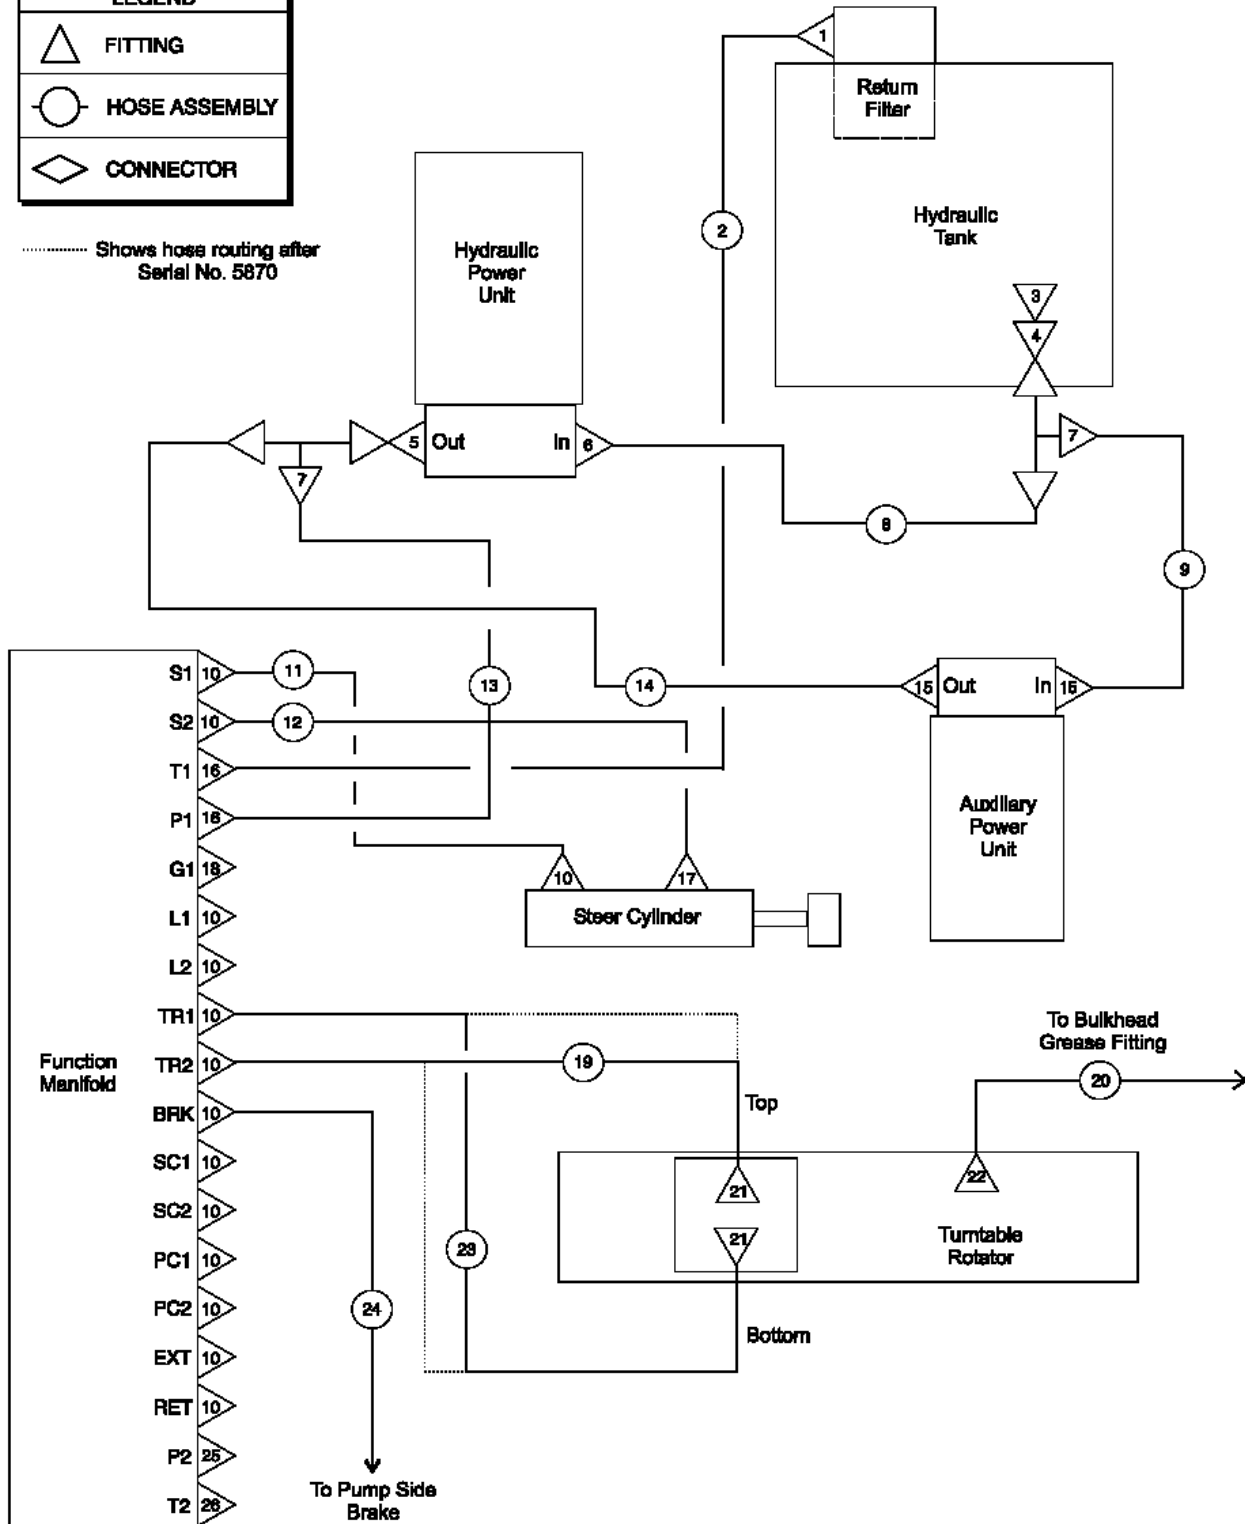 LEGEND
FITTING
HOSE ASSEMBLY
CONNECTOR
Shows hose routing after
Serial No. 5870
1
Return
Filter
2
Hydraulic
Tank
Hydraulic
Power
Unit
3
4
5
Out
In
6
7
7
8
9
S1
10
11
13
14
15
Out
In
15
S2
10
12
T1
16
P1
16
Auxiliary
Power
Unit
G1
18
10
17
L1
10
Steer Cylinder
L2
10
TR1
10
Function
Manifold
TR2
10
19
To Bulkhead
Grease Fitting
20
BRK
10
Top
SC1
10
21
22
SC2
10
21
Turntable
Rotator
PC1
10
23
PC2
10
24
Bottom
EXT
10
RET
10
P2
25
T2
26
To Pump Side
Brake